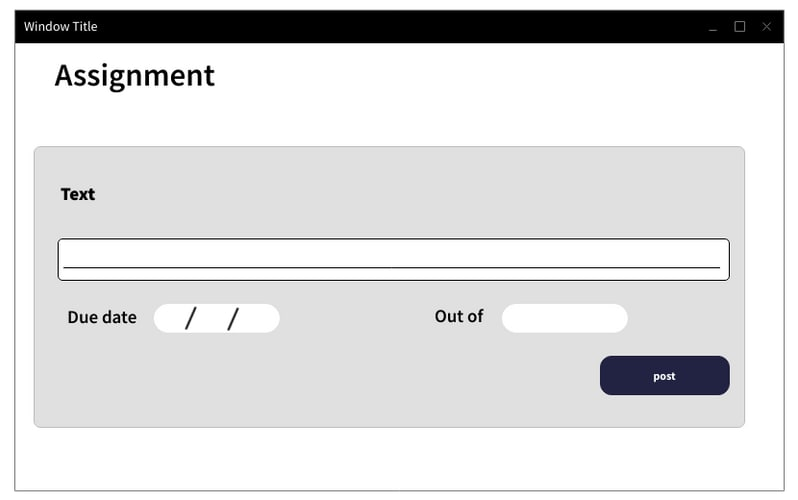 Window Title
Assignment
Text
Due date / / Out of
post